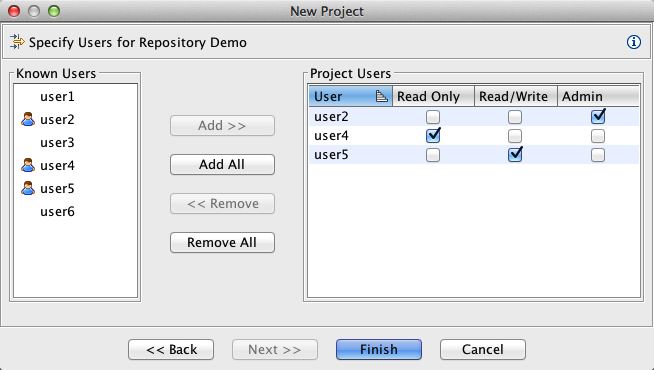 New Project
Specify Users for Repository Demo
Known Users
user1
user2
user3
user4
user5
user6
Add >>
Add All
<< Remove
Remove All
Project Users
User Read Only Read/Write Admin
user2
user4
user5
<< Back Next >> Finish Cancel